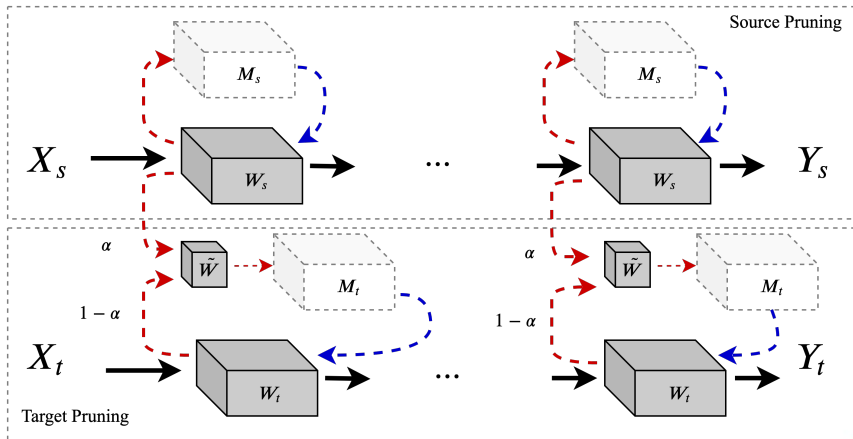 Source Pruning
M_s M_s
X_s W_s ... W_s Y_s
α α
W̃ M_t W̃ M_t
1 − α 1 − α
X_t W_t ... W_t Y_t
Target Pruning